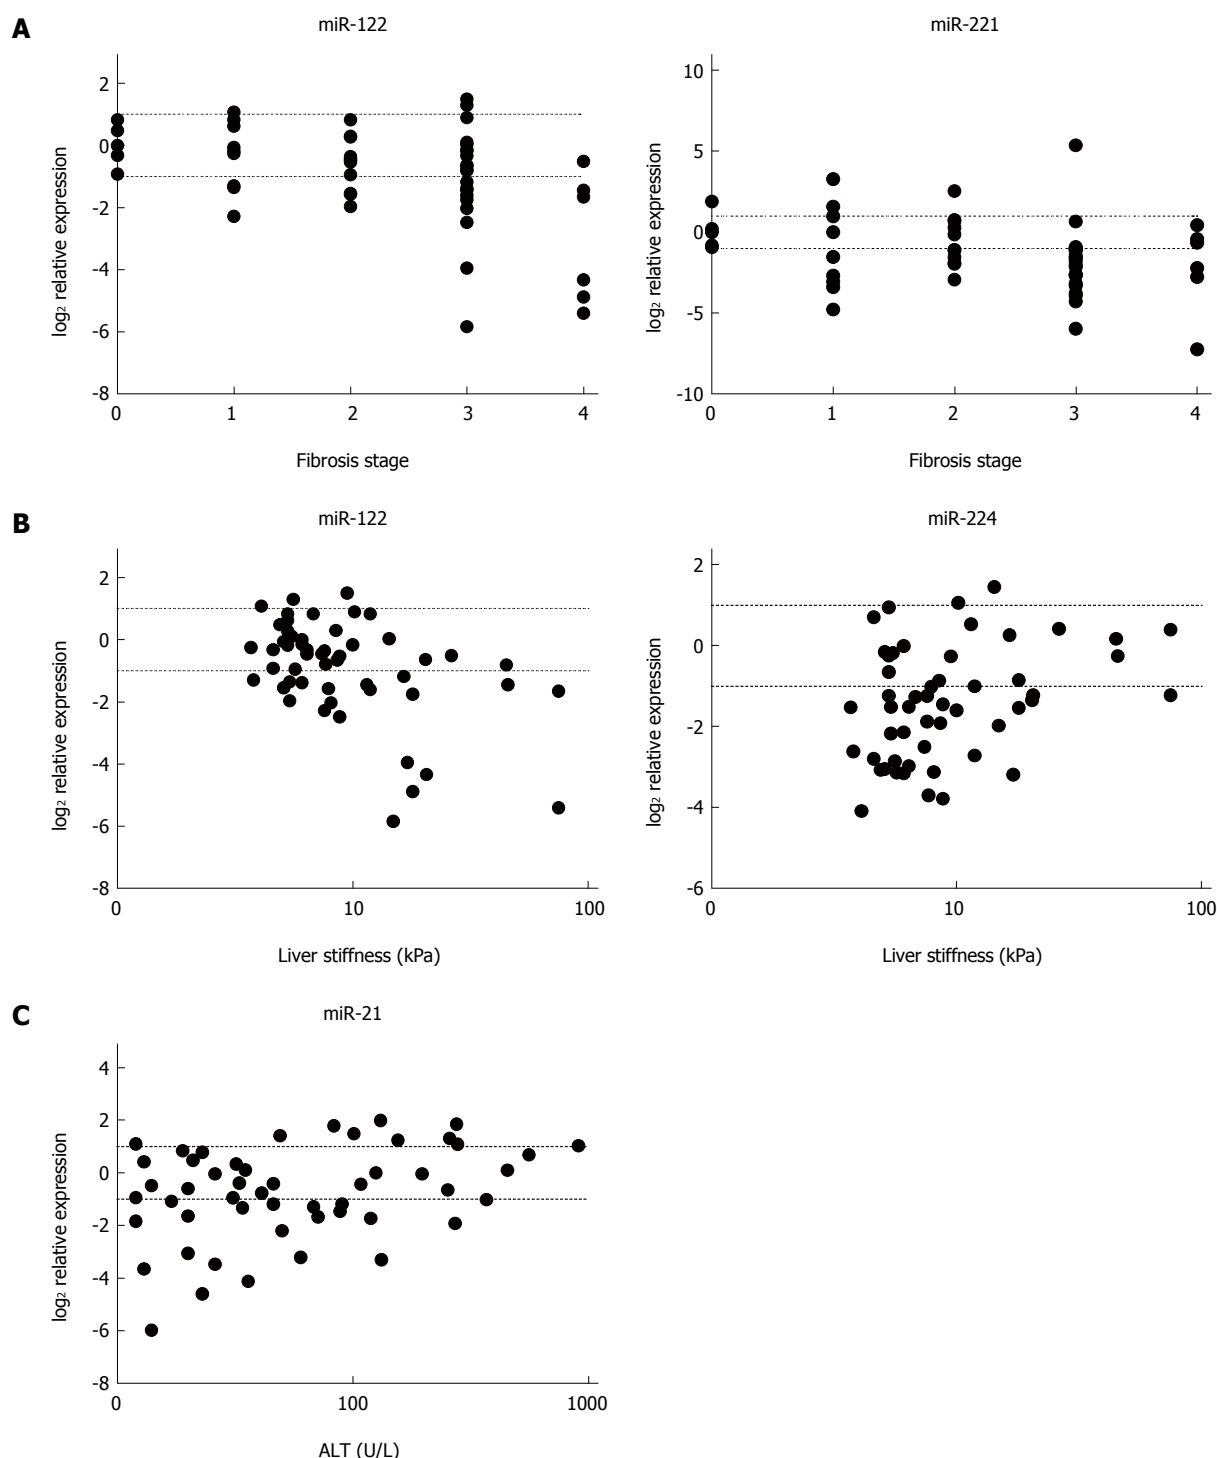 A
miR-122
miR-221
log₂ relative expression
2
0
-2
-4
-6
-8
0
1
2
3
4
Fibrosis stage
log₂ relative expression
10
5
0
-5
-10
0
1
2
3
4
Fibrosis stage
B
miR-122
miR-224
log₂ relative expression
2
0
-2
-4
-6
-8
0
10
100
Liver stiffness (kPa)
log₂ relative expression
2
0
-2
-4
-6
0
10
100
Liver stiffness (kPa)
C
miR-21
log₂ relative expression
4
2
0
-2
-4
-6
-8
0
100
1000
ALT (U/L)